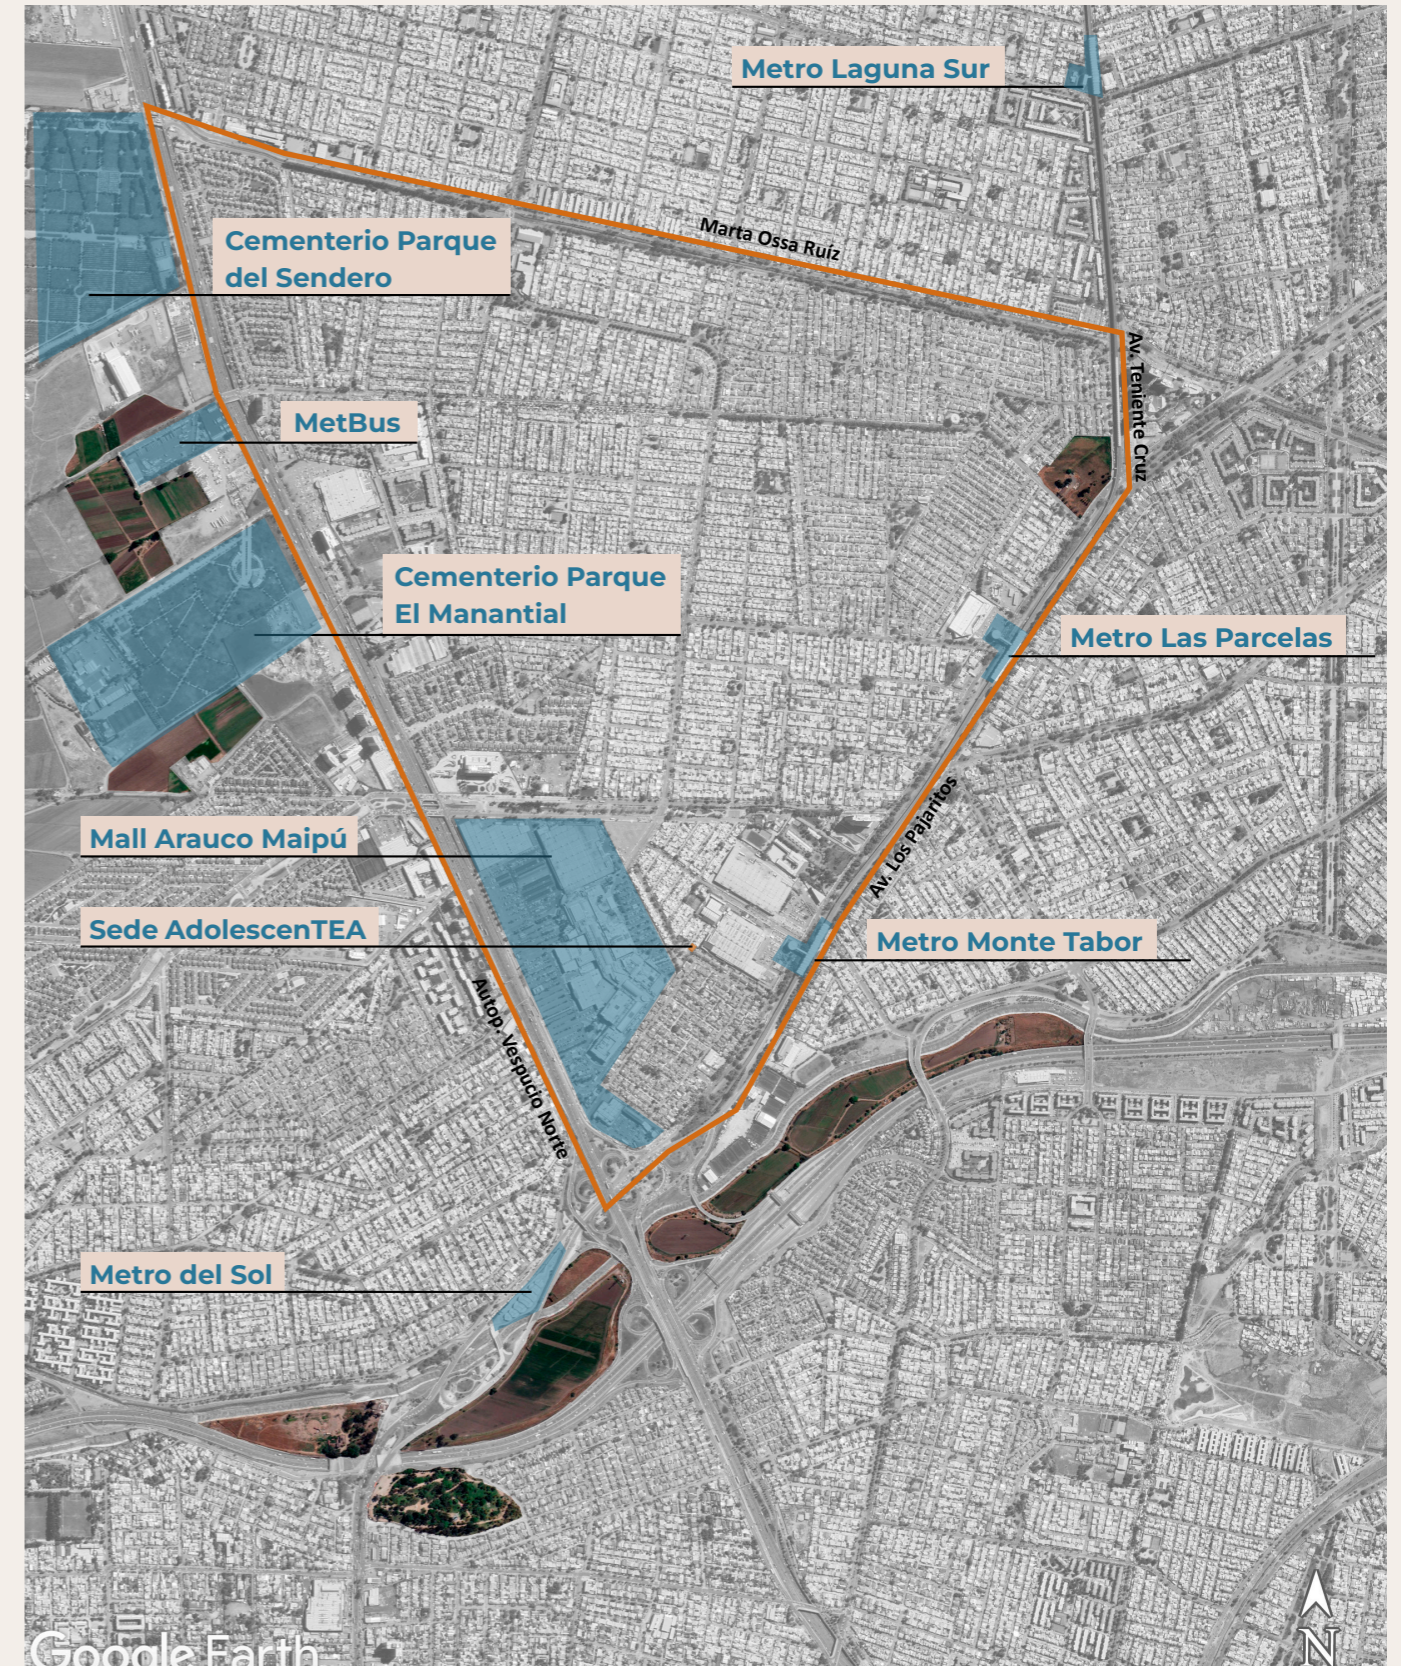 Metro Laguna Sur
Marta Ossa Ruíz
Cementerio Parque
del Sendero
Av. Teniente Cruz
MetBus
Cementerio Parque
El Manantial
Metro Las Parcelas
Av. Los Pajaritos
Mall Arauco Maipú
Sede AdolescenTEA
Metro Monte Tabor
Autop. Vespucio Norte
Metro del Sol
Google Earth
N